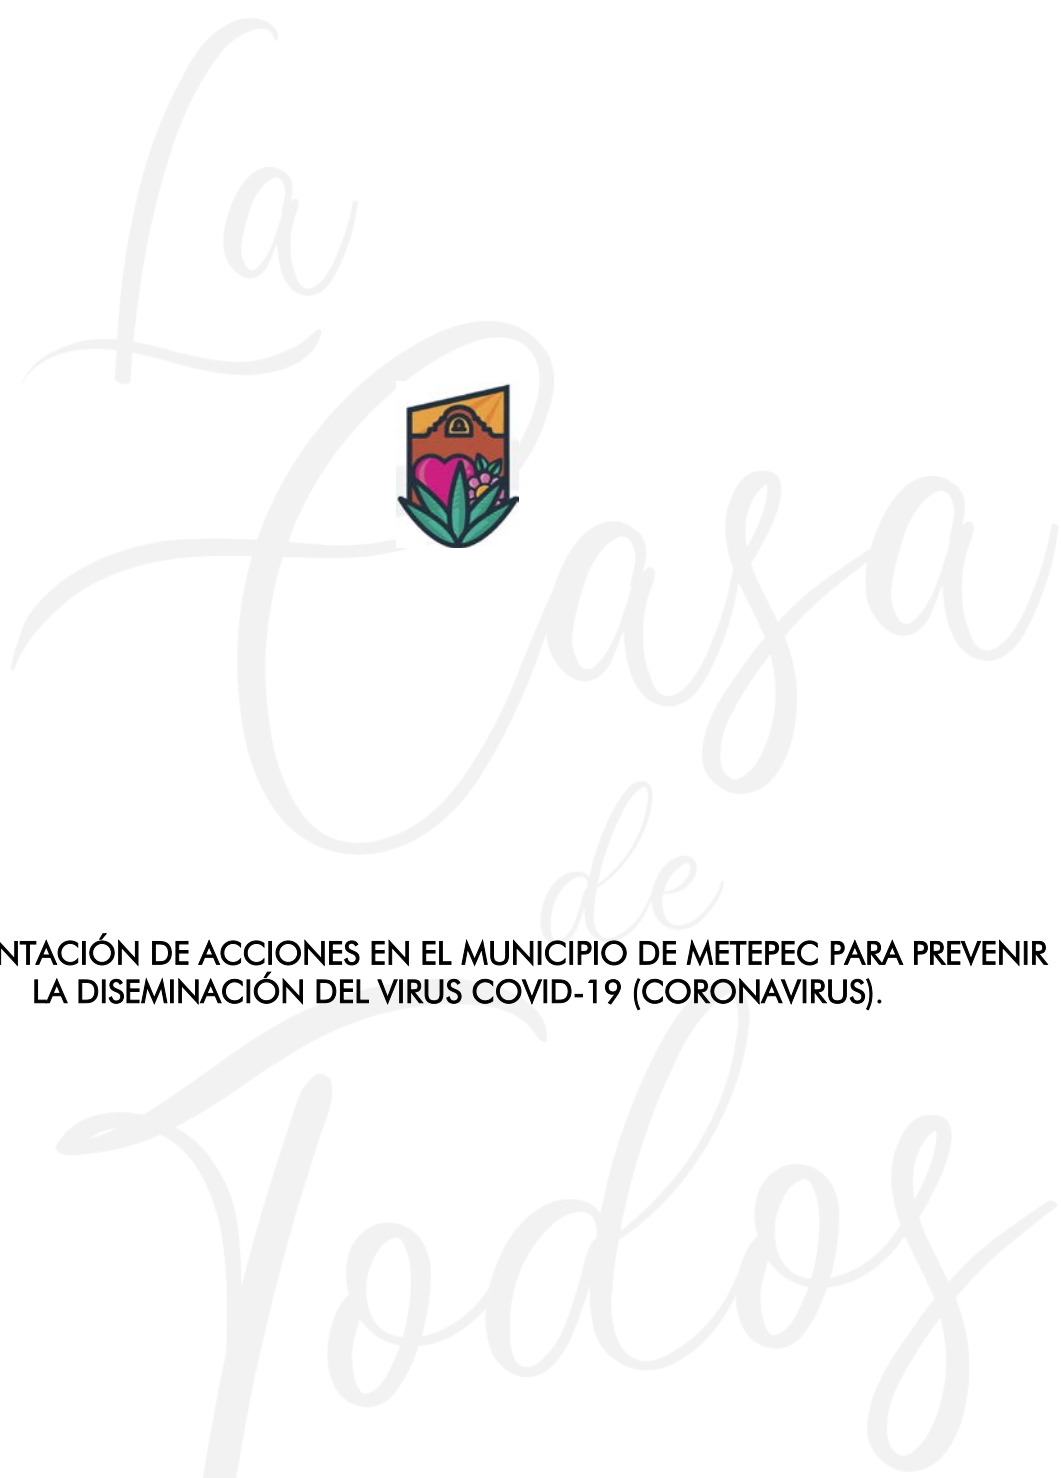 La
Casa
de
NTACIÓN DE ACCIONES EN EL MUNICIPIO DE METEPEC PARA PREVENIR
LA DISEMINACIÓN DEL VIRUS COVID-19 (CORONAVIRUS).
Todos